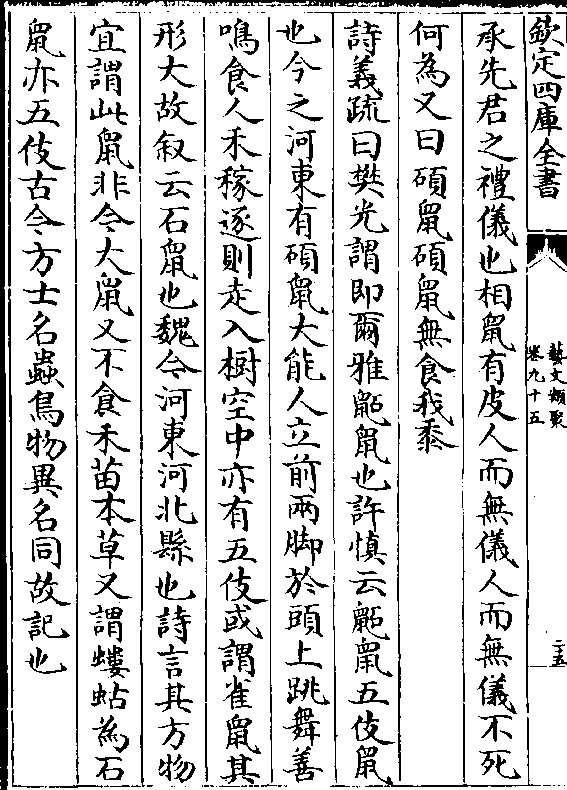 欽定四庫全書
藝文類聚
卷九十五
二十五
承先君之禮儀也相鼠有皮人而無儀人而無儀不死
何為又曰碩鼠碩鼠無食我黍
詩義疏曰樊光謂即爾雅鼫鼠也許慎云鼫鼠五伎鼠
也今之河東有碩鼠大能人立前兩脚於頭上跳舞善
鳴食人禾稼逐則走入樹空中亦有五伎或謂雀鼠其
形大故叙云石鼠也魏今河東河北縣也詩言其方物
宜謂此鼠非今大鼠又不食禾苗本草又謂螻蛄為石
鼠亦五伎古今方士名蟲鳥物異名同故記也